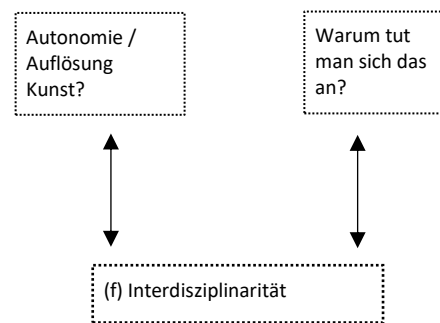 Autonomie /
Auflösung
Kunst?
Warum tut
man sich das
an?
(f) Interdisziplinarität